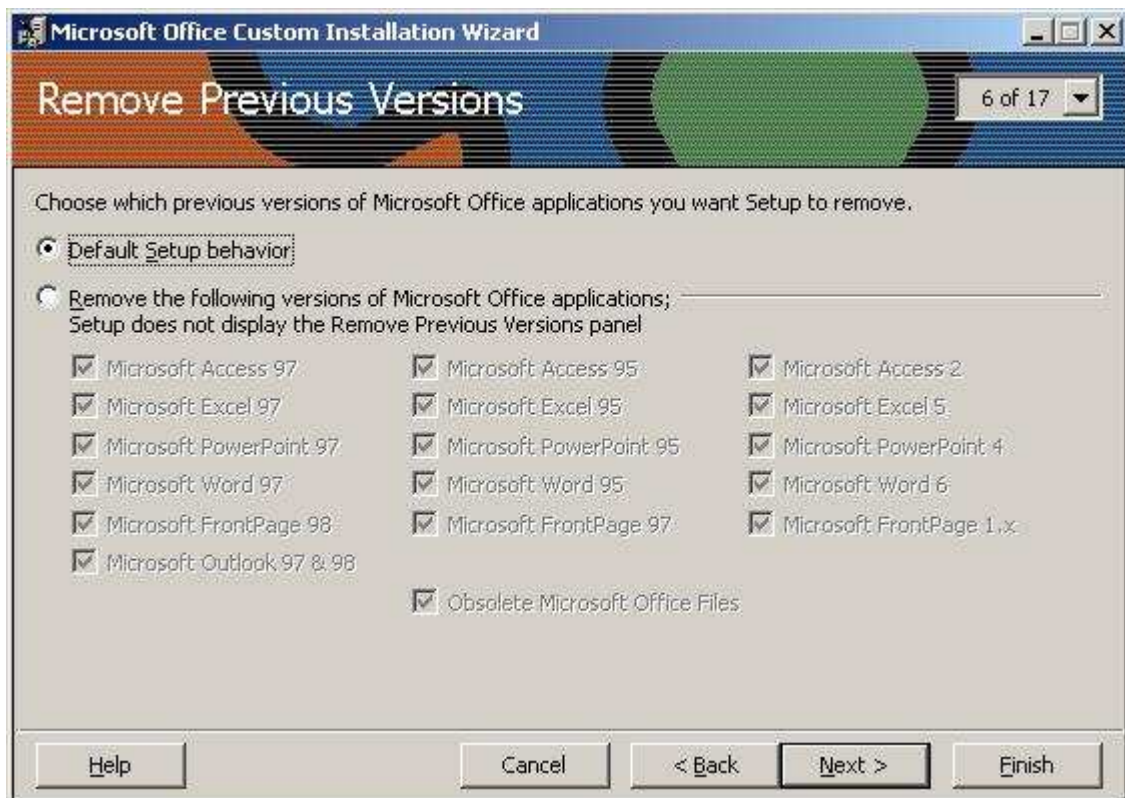 Microsoft Office Custom Installation Wizard
Remove Previous Versions
6 of 17
Choose which previous versions of Microsoft Office applications you want Setup to remove.
Default Setup behavior
Remove the following versions of Microsoft Office applications;
Setup does not display the Remove Previous Versions panel
Microsoft Access 97 Microsoft Access 95 Microsoft Access 2
Microsoft Excel 97 Microsoft Excel 95 Microsoft Excel 5
Microsoft PowerPoint 97 Microsoft PowerPoint 95 Microsoft PowerPoint 4
Microsoft Word 97 Microsoft Word 95 Microsoft Word 6
Microsoft FrontPage 98 Microsoft FrontPage 97 Microsoft FrontPage 1.x
Microsoft Outlook 97 & 98
Obsolete Microsoft Office Files
Help Cancel < Back Next > Finish